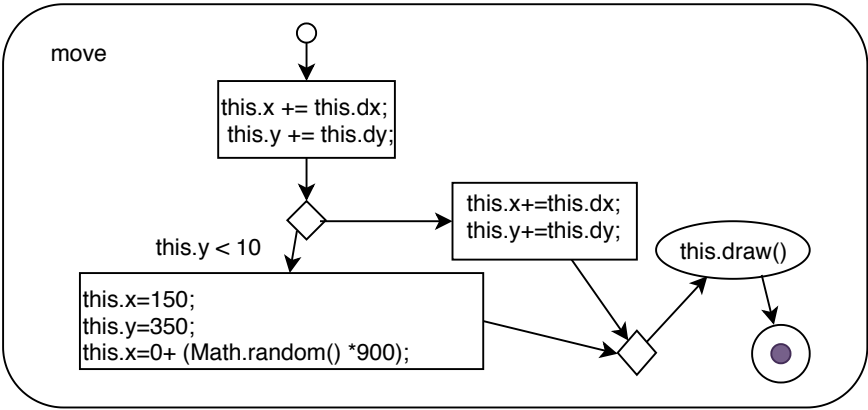 move
this.x += this.dx;
this.y += this.dy;
this.x+=this.dx;
this.y+=this.dy;
this.y < 10
this.draw()
this.x=150;
this.y=350;
this.x=0+ (Math.random() *900);